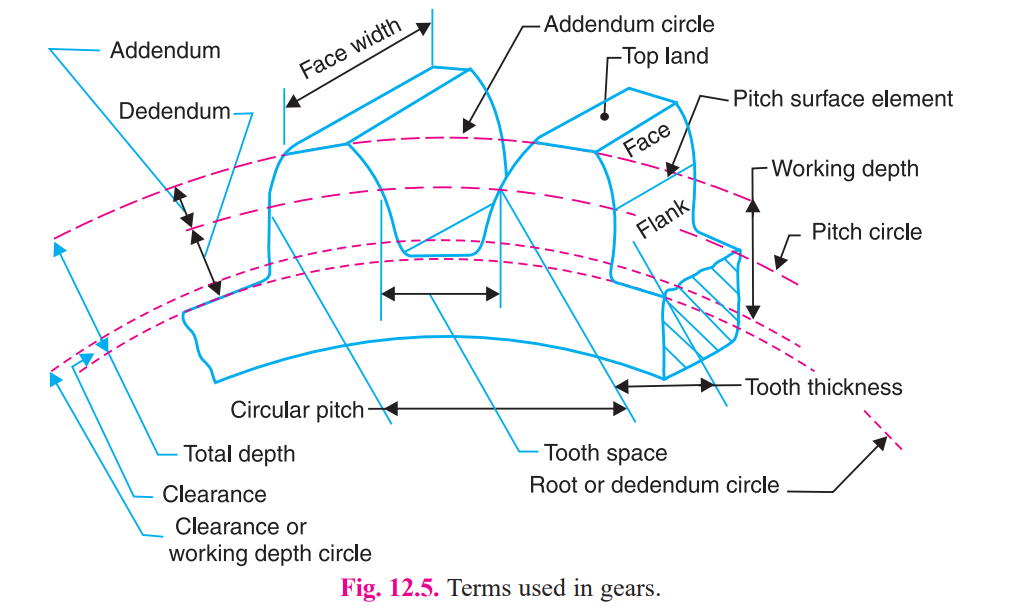 Addendum
Face width
Addendum circle
Top land
Dedendum
Pitch surface element
Face
Working depth
Flank
Pitch circle
Tooth thickness
Circular pitch
Total depth
Tooth space
Root or dedendum circle
Clearance
Clearance or
working depth circle
Fig. 12.5. Terms used in gears.